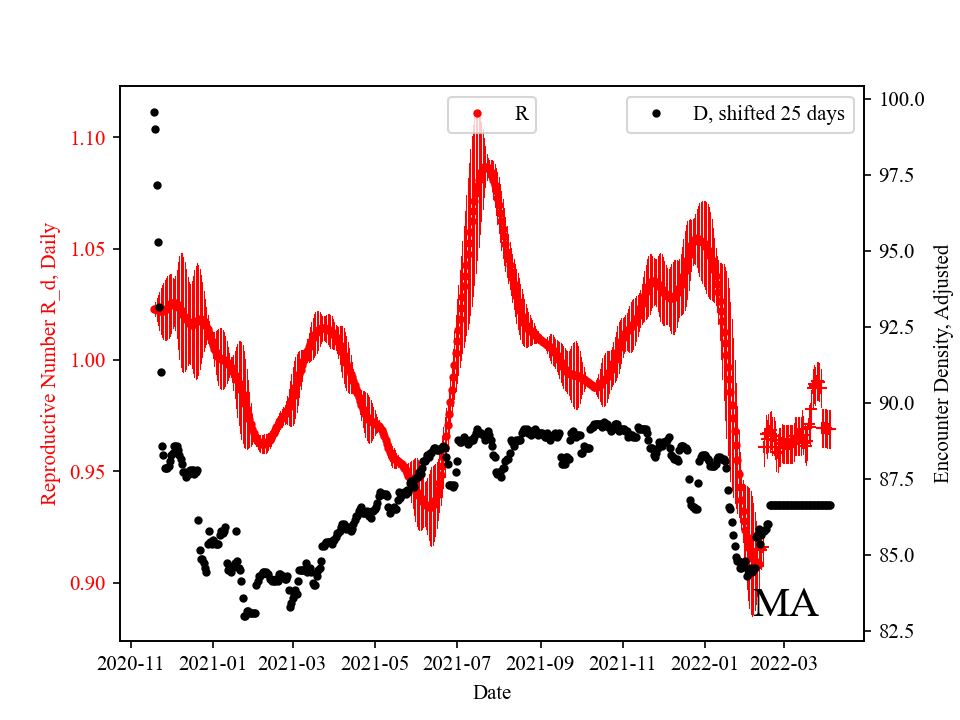 R
D, shifted 25 days
Reproductive Number R_d, Daily
1.10
1.05
1.00
0.95
0.90
100.0
97.5
95.0
92.5
90.0
87.5
85.0
82.5
Encounter Density, Adjusted
MA
2020-11 2021-01 2021-03 2021-05 2021-07 2021-09 2021-11 2022-01 2022-03
Date